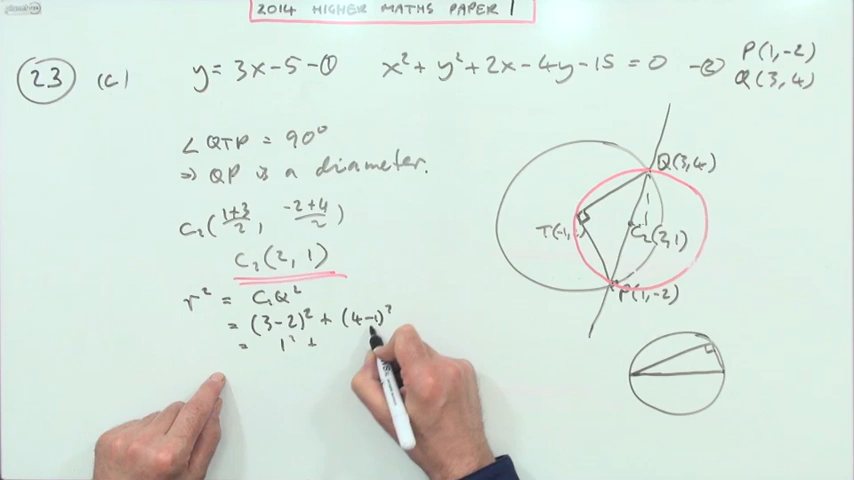 2014 HIGHER MATHS PAPER 1
23 (c) y = 3x - 5 - ① x² + y² + 2x - 4y - 15 = 0 - ② P(1,-2)
Q(3,4)
∠QTP = 90°
⇒ QP is a diameter.
C₂(1+3/2, -2+4/2)
C₂(2, 1)
r² = C₂Q²
= (3-2)² + (4-1)²
= 1² +
Q(3,4)
T(-1,
C₂(2,1)
P(1,-2)